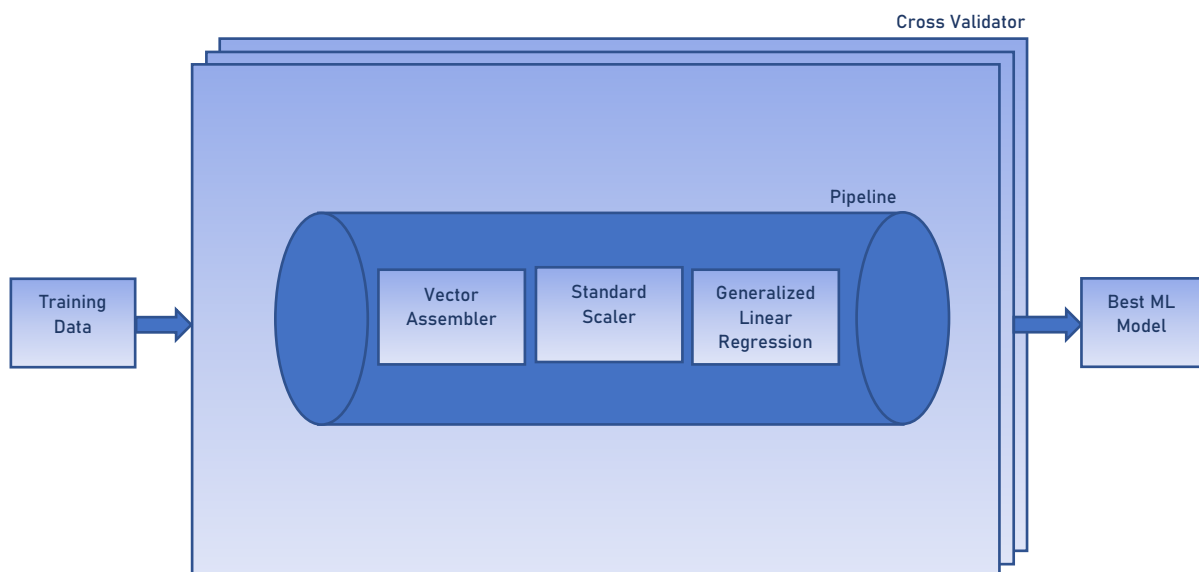 Cross Validator
Pipeline
Training
Data
Vector
Assembler
Standard
Scaler
Generalized
Linear
Regression
Best ML
Model